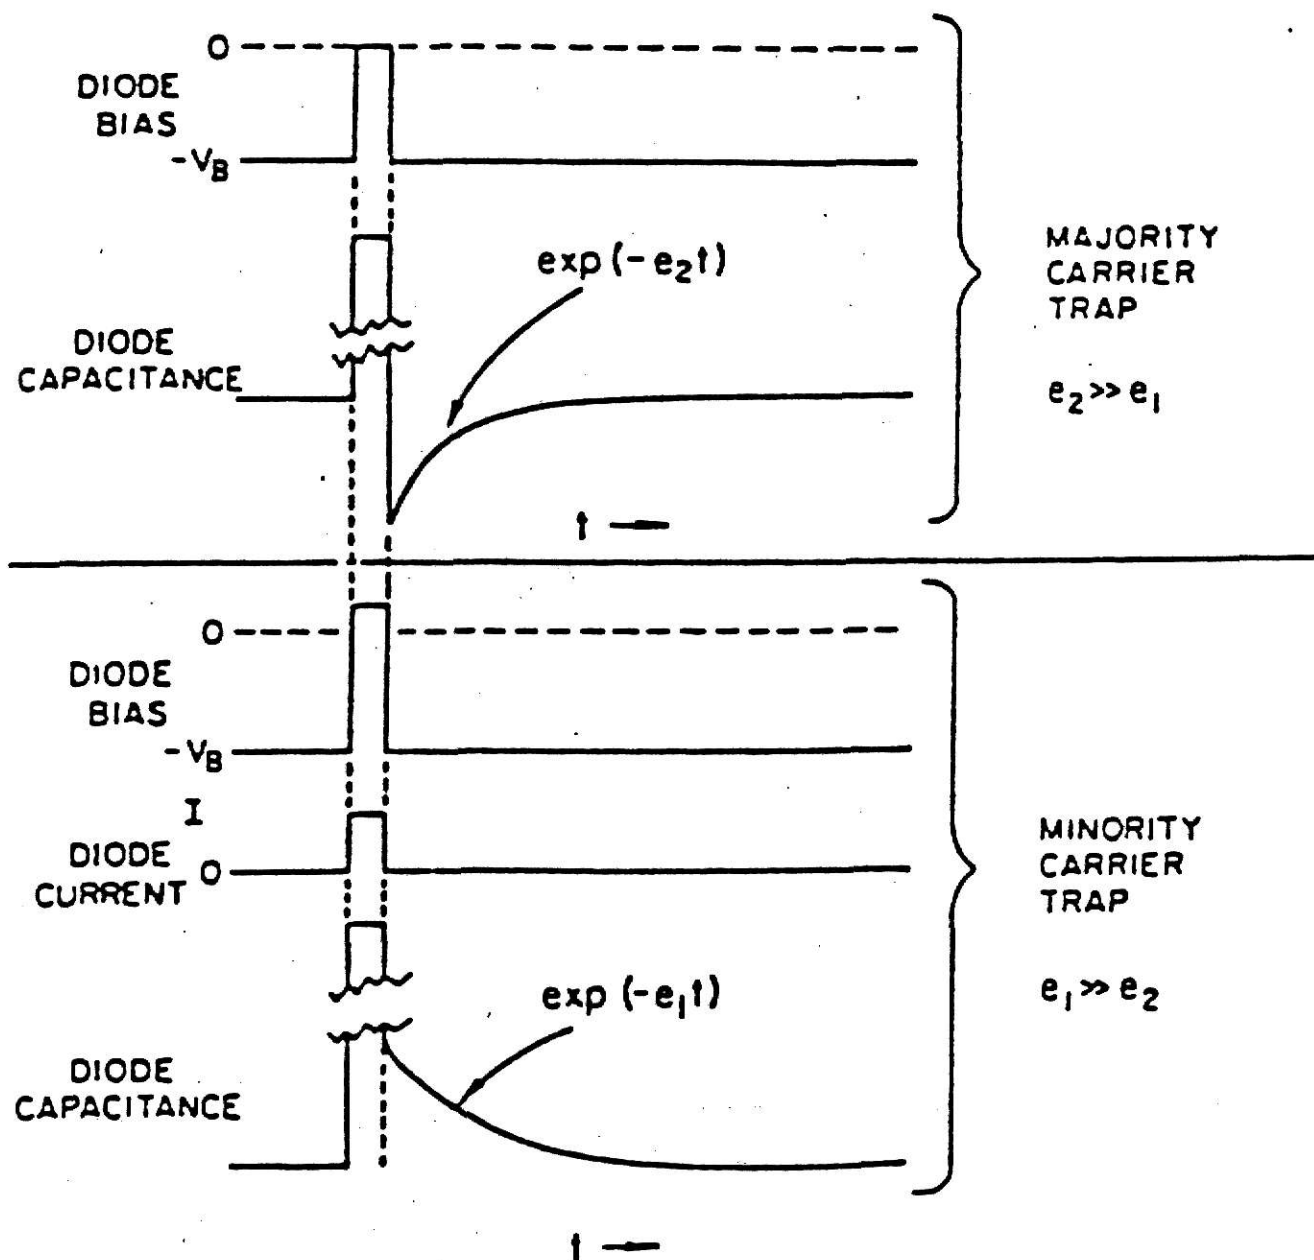 0
DIODE
BIAS
-V_B
exp (-e₂t)
DIODE
CAPACITANCE
MAJORITY
CARRIER
TRAP
e₂ >> e₁
t
0
DIODE
BIAS
-V_B
I
DIODE
CURRENT
0
MINORITY
CARRIER
TRAP
e₁ >> e₂
exp (-e₁t)
DIODE
CAPACITANCE
t